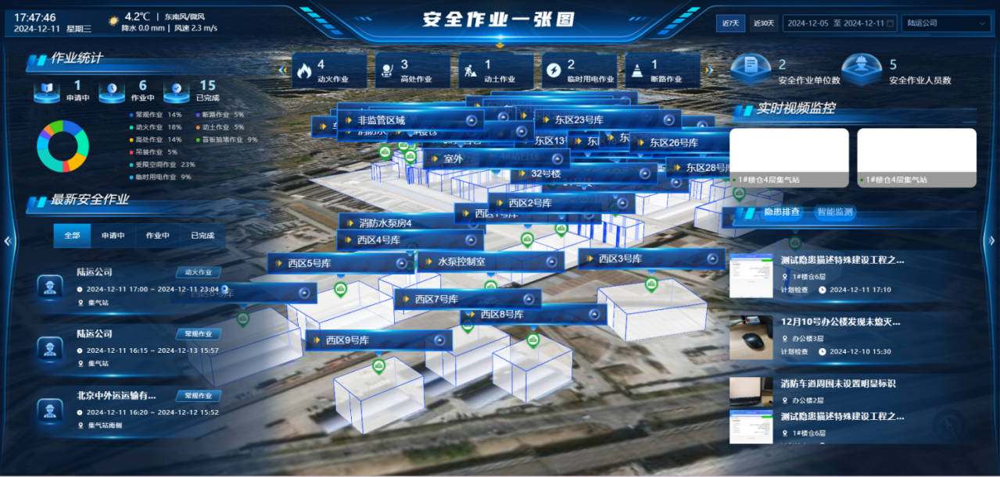 17:47:46
2024-12-11 星期三
4.2℃ | 东南风/微风
降水 0.0 mm | 风速 2.3 m/s
安全作业一张图
近7天 近30天 2024-12-05 至 2024-12-11 陆运公司
作业统计
1 申请中
6 作业中
15 已完成
常规作业 14% 断路作业 5%
动火作业 18% 动土作业 5%
高处作业 14% 盲板抽堵作业 9%
吊装作业 5%
受限空间作业 23%
临时用电作业 9%
最新安全作业
全部 申请中 作业中 已完成
陆运公司 动火作业
2024-12-11 17:00 ~ 2024-12-11 23:04
集气站
陆运公司 常规作业
2024-12-11 16:15 ~ 2024-12-13 15:57
集气站
北京中外运运输有... 常规作业
2024-12-11 16:20 ~ 2024-12-12 15:52
集气站南侧
4 动火作业
3 高处作业
1 动土作业
2 临时用电作业
1 断路作业
非监管区域
东区23号库
东区13
东区26号库
室外
东区28号库
32号楼
西区2号库
西区1号库
消防水泵房4
西区4号库
西区5号库
水泵控制室
西区3号库
西区6号库
西区7号库
西区8号库
西区9号库
2 安全作业单位数
5 安全作业人员数
实时视频监控
1#楼仓4层集气站
1#楼仓4层集气站
隐患排查 智能监测
测试隐患描述特殊建设工程之...
1#楼仓6层
计划检查 2024-12-11 17:10
12月10号办公楼发现未熄灭...
办公楼3层
计划检查 2024-12-10 15:30
消防车道周围未设置明显标识
办公楼2层
测试隐患描述特殊建设工程之...
1#楼仓6层